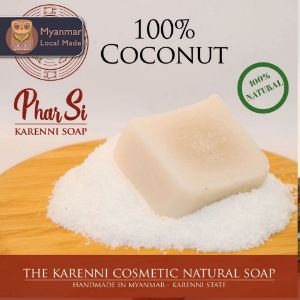 Myanmar
Local Made
100%
COCONUT
100%
NATURAL
Phar Si
KARENNI SOAP
THE KARENNI COSMETIC NATURAL SOAP
HANDMADE IN MYANMAR - KARENNI STATE